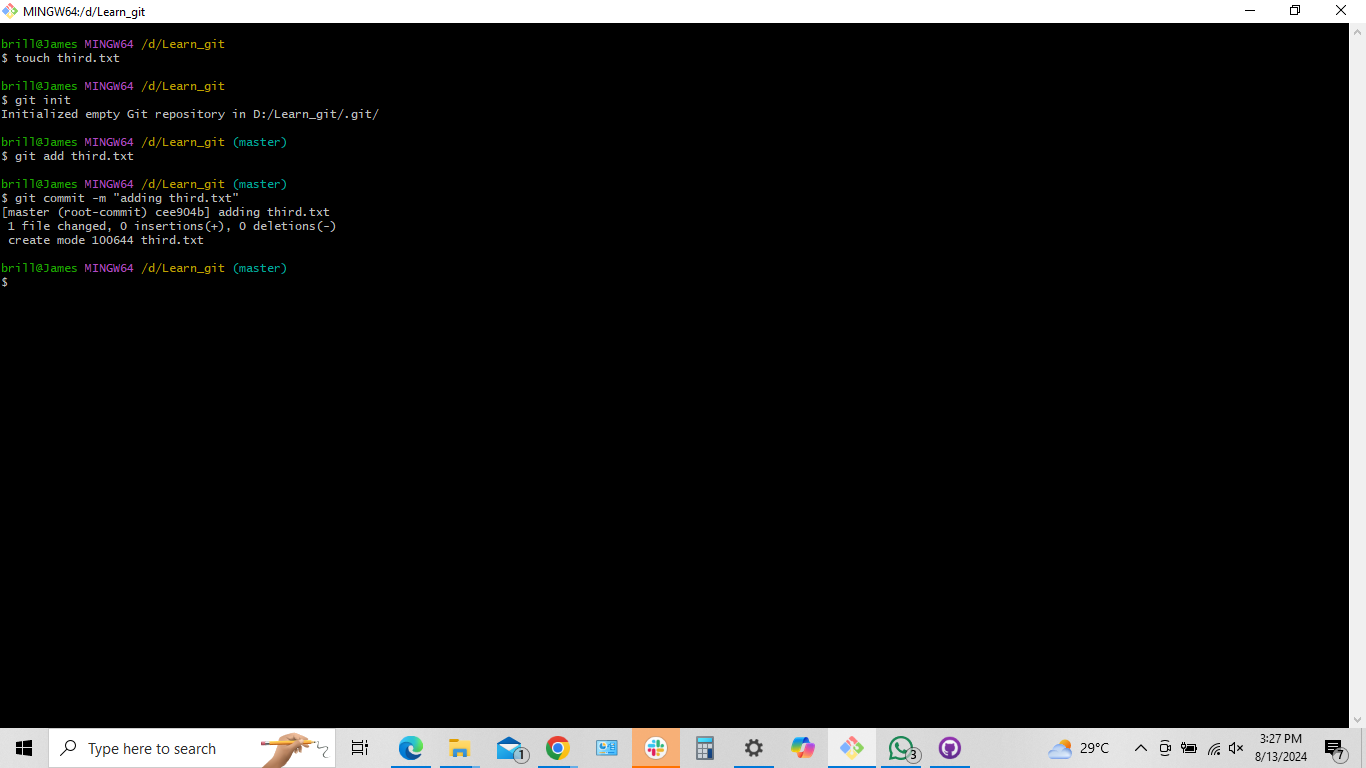 MINGW64:/d/Learn_git
brill@James MINGW64 /d/Learn_git
$ touch third.txt
brill@James MINGW64 /d/Learn_git
$ git init
Initialized empty Git repository in D:/Learn_git/.git/
brill@James MINGW64 /d/Learn_git (master)
$ git add third.txt
brill@James MINGW64 /d/Learn_git (master)
$ git commit -m "adding third.txt"
[master (root-commit) cee904b] adding third.txt
 1 file changed, 0 insertions(+), 0 deletions(-)
 create mode 100644 third.txt
brill@James MINGW64 /d/Learn_git (master)
$
Type here to search
1
3
29°C
3:27 PM
8/13/2024
7